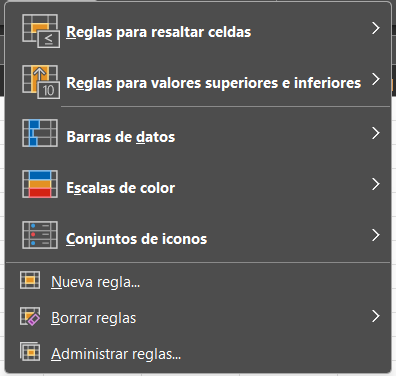 Reglas para resaltar celdas
Reglas para valores superiores e inferiores
10
Barras de datos
Escalas de color
Conjuntos de iconos
Nueva regla...
Borrar reglas
Administrar reglas...